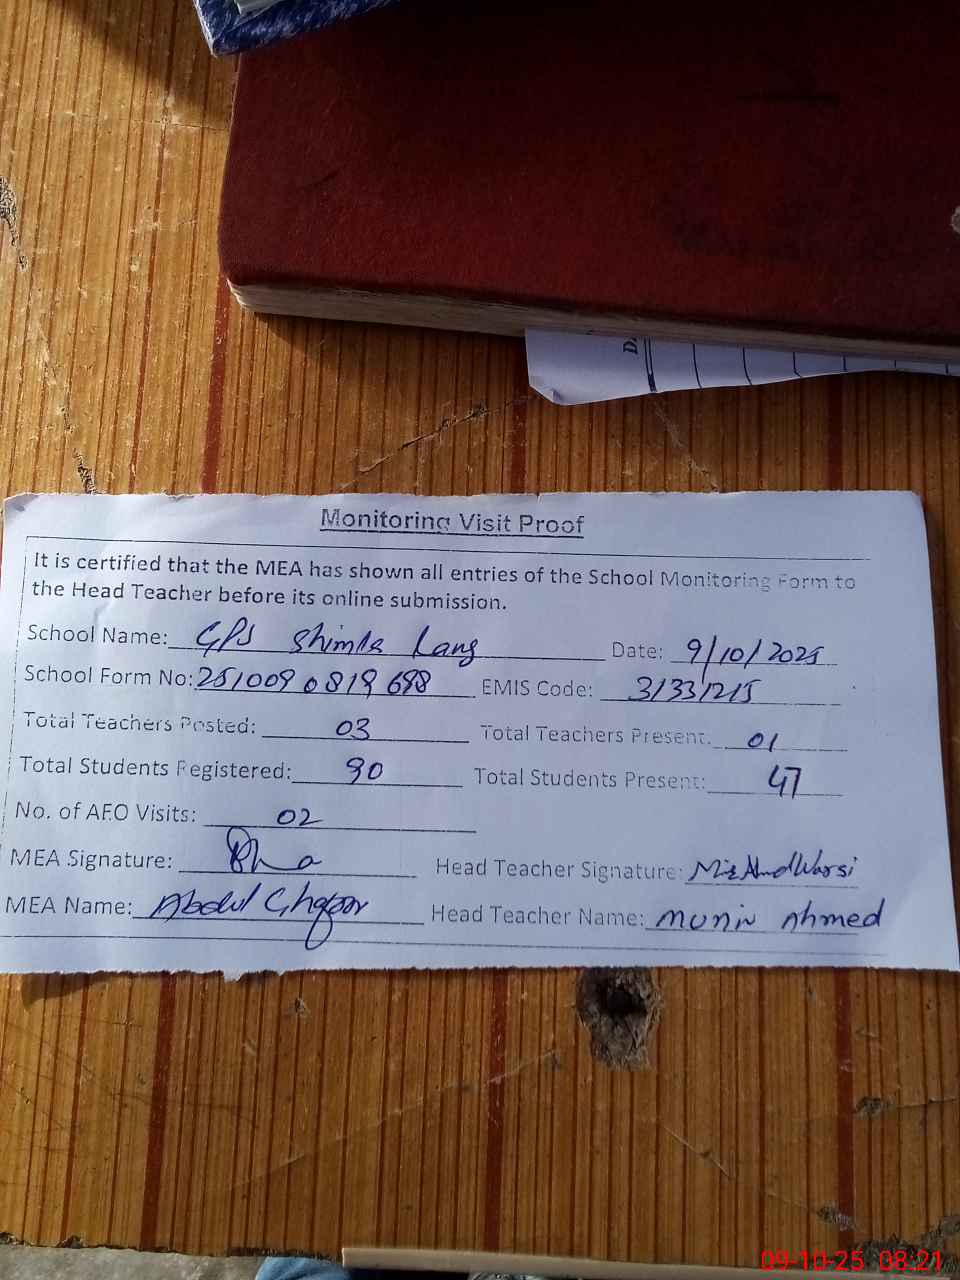 Monitoring Visit Proof
It is certified that the MEA has shown all entries of the School Monitoring Form to
the Head Teacher before its online submission.
School Name: GPS Shimla Lang Date: 9/10/2025
School Form No: 251009 0819 698 EMIS Code: 31331215
Total Teachers Posted: 03 Total Teachers Present: 01
Total Students Registered: 90 Total Students Present: 47
No. of AEO Visits: 02
MEA Signature: Head Teacher Signature:
MEA Name: Abdul Ghafoor Head Teacher Name: Munir Ahmed
09-10-25 08:21